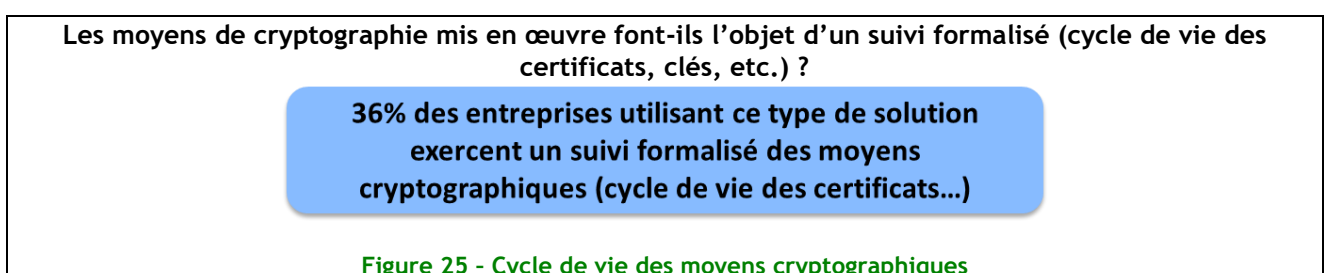 Les moyens de cryptographie mis en œuvre font-ils l’objet d’un suivi formalisé (cycle de vie des
certificats, clés, etc.) ?
36% des entreprises utilisant ce type de solution
exercent un suivi formalisé des moyens
cryptographiques (cycle de vie des certificats…)
Figure 25 – Cycle de vie des moyens cryptographiques